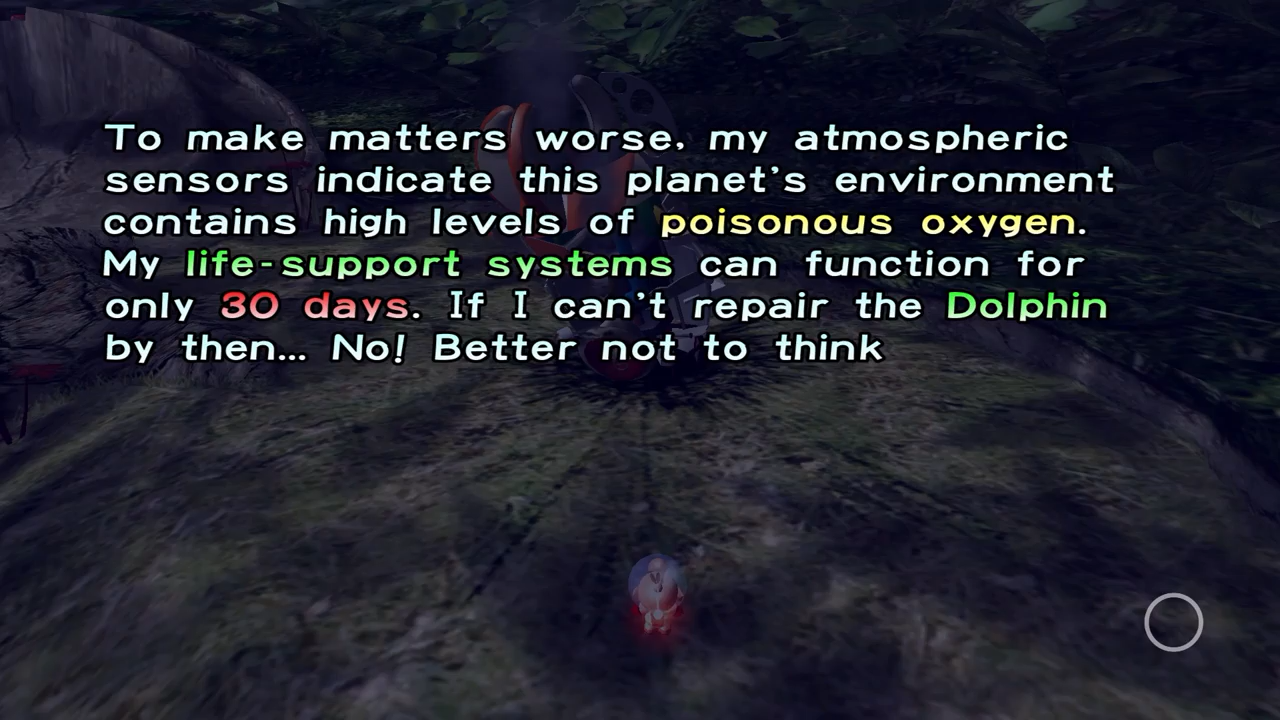 To make matters worse, my atmospheric
sensors indicate this planet's environment
contains high levels of poisonous oxygen.
My life-support systems can function for
only 30 days. If I can't repair the Dolphin
by then... No! Better not to think